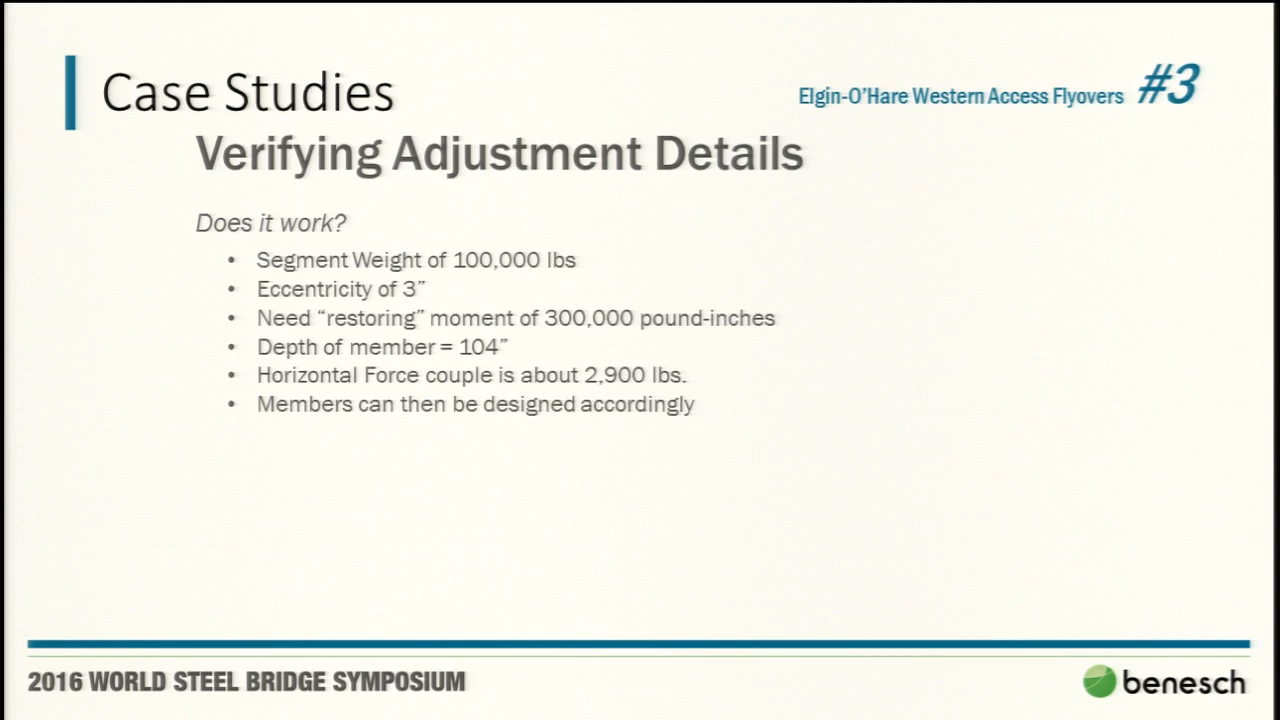 Case Studies
Elgin-O'Hare Western Access Flyovers #3
Verifying Adjustment Details
Does it work?
• Segment Weight of 100,000 lbs
• Eccentricity of 3”
• Need “restoring” moment of 300,000 pound-inches
• Depth of member = 104”
• Horizontal Force couple is about 2,900 lbs.
• Members can then be designed accordingly
2016 WORLD STEEL BRIDGE SYMPOSIUM
benesch